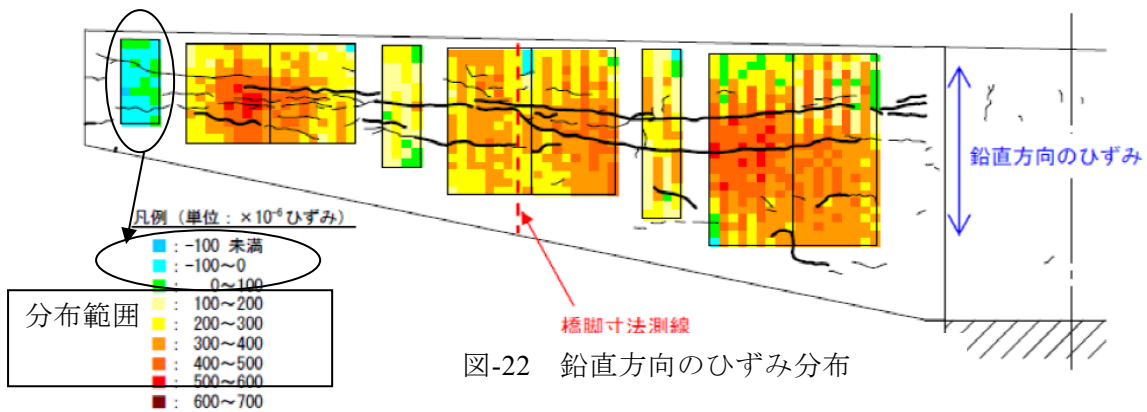 鉛直方向のひずみ
凡例（単位：×10⁻⁶ひずみ）
：-100 未満
：-100～0
： 0～100
： 100～200
： 200～300
： 300～400
： 400～500
： 500～600
： 600～700
分布範囲
橋脚寸法測線
図-22　鉛直方向のひずみ分布